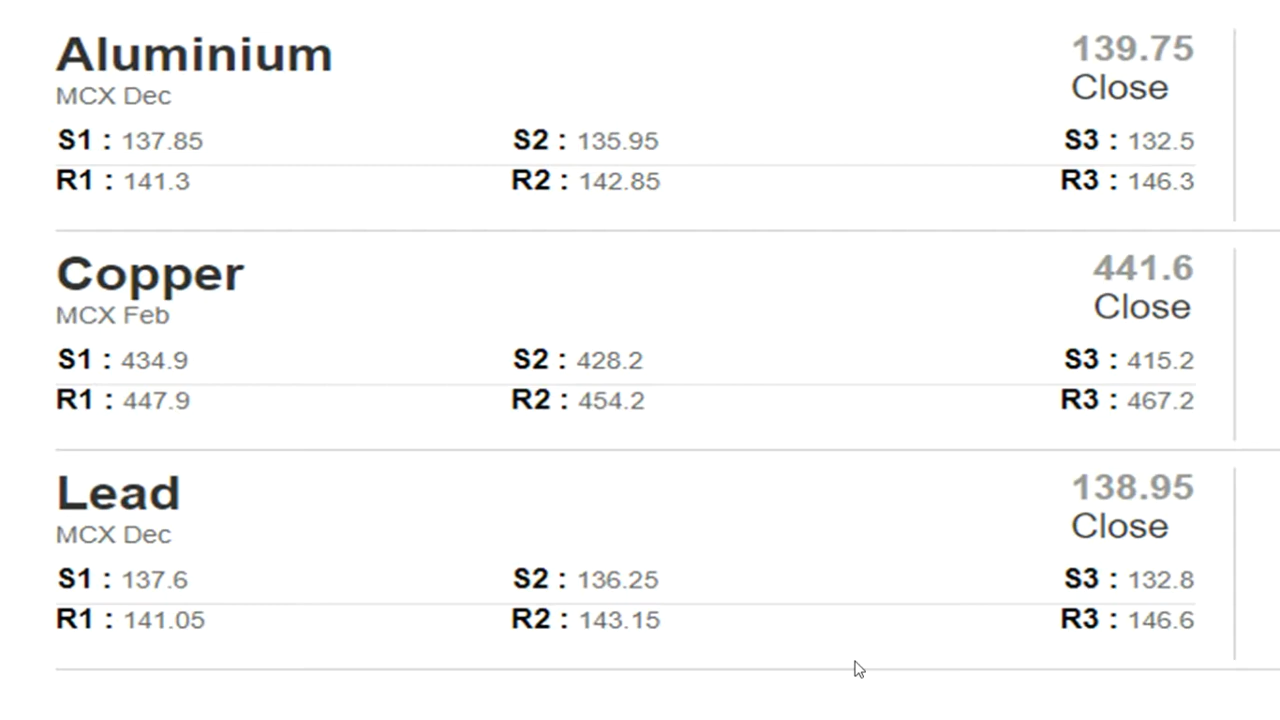 Aluminium 139.75
MCX Dec Close
S1 : 137.85 S2 : 135.95 S3 : 132.5
R1 : 141.3 R2 : 142.85 R3 : 146.3
Copper 441.6
MCX Feb Close
S1 : 434.9 S2 : 428.2 S3 : 415.2
R1 : 447.9 R2 : 454.2 R3 : 467.2
Lead 138.95
MCX Dec Close
S1 : 137.6 S2 : 136.25 S3 : 132.8
R1 : 141.05 R2 : 143.15 R3 : 146.6